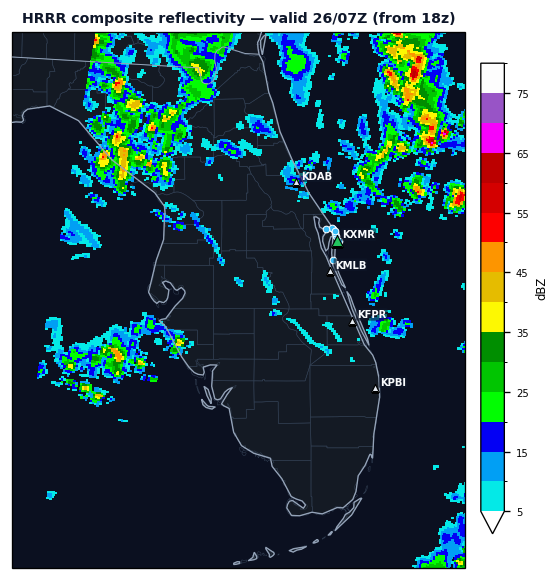 HRRR composite reflectivity — valid 26/07Z (from 18z)
KDAB
KXMR
KMLB
KFPR
KPBI
75
65
55
45
35
25
15
5
dBZ